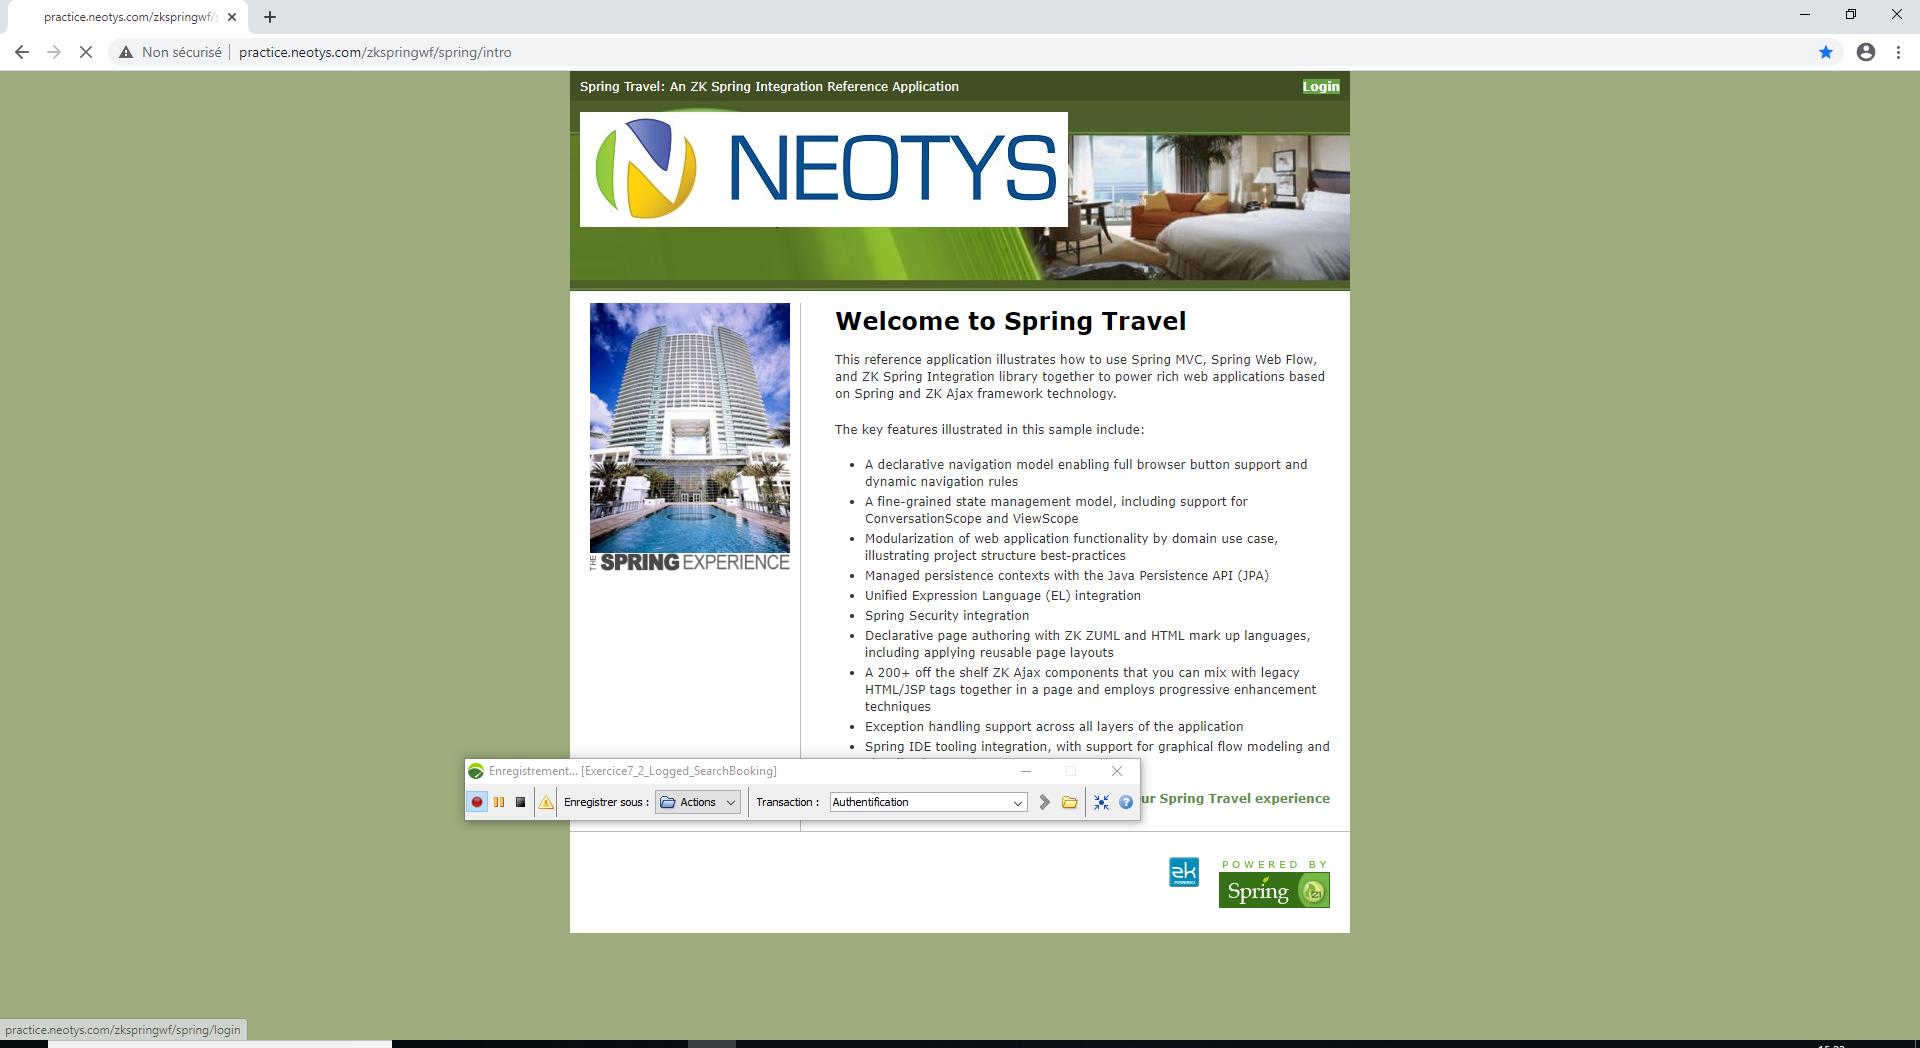 practice.neotys.com/zkspringwf/s
Non sécurisé
practice.neotys.com/zkspringwf/spring/intro
Spring Travel: An ZK Spring Integration Reference Application
Login
NEOTYS
Welcome to Spring Travel
This reference application illustrates how to use Spring MVC, Spring Web Flow,
and ZK Spring Integration library together to power rich web applications based
on Spring and ZK Ajax framework technology.
The key features illustrated in this sample include:
• A declarative navigation model enabling full browser button support and
dynamic navigation rules
• A fine-grained state management model, including support for
ConversationScope and ViewScope
• Modularization of web application functionality by domain use case,
illustrating project structure best-practices
• Managed persistence contexts with the Java Persistence API (JPA)
• Unified Expression Language (EL) integration
• Spring Security integration
• Declarative page authoring with ZK ZUML and HTML mark up languages,
including applying reusable page layouts
• A 200+ off the shelf ZK Ajax components that you can mix with legacy
HTML/JSP tags together in a page and employs progressive enhancement
techniques
• Exception handling support across all layers of the application
• Spring IDE tooling integration, with support for graphical flow modeling and
THE SPRING EXPERIENCE
Enregistrement... [Exercice7_2_Logged_SearchBooking]
Enregistrer sous : Actions
Transaction : Authentification
ur Spring Travel experience
zk
POWERED
POWERED BY
Spring
practice.neotys.com/zkspringwf/spring/login